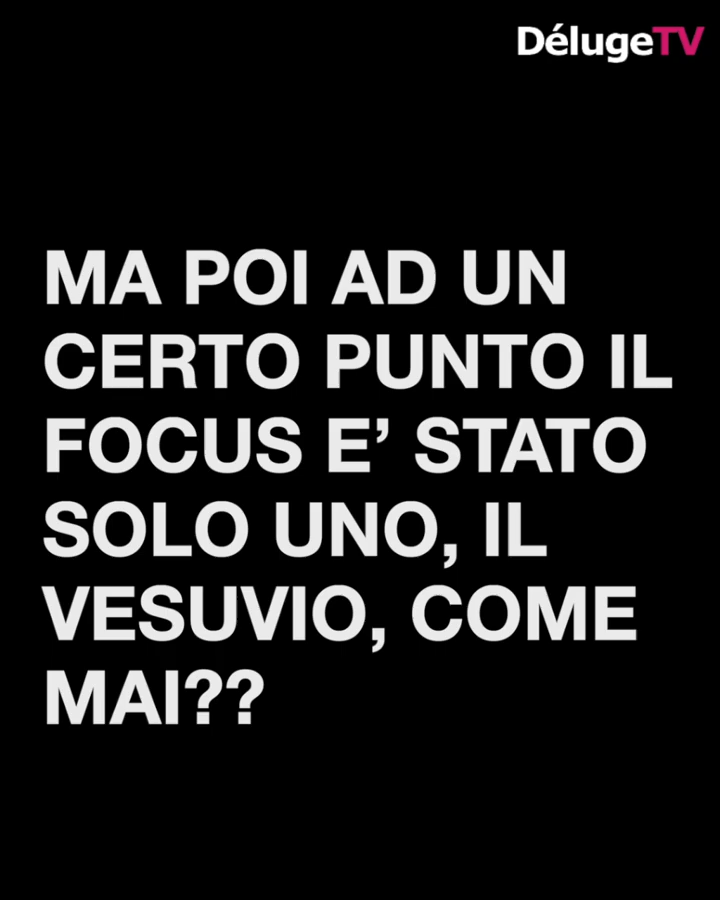 DélugeTV
MA POI AD UN
CERTO PUNTO IL
FOCUS E’ STATO
SOLO UNO, IL
VESUVIO, COME
MAI??